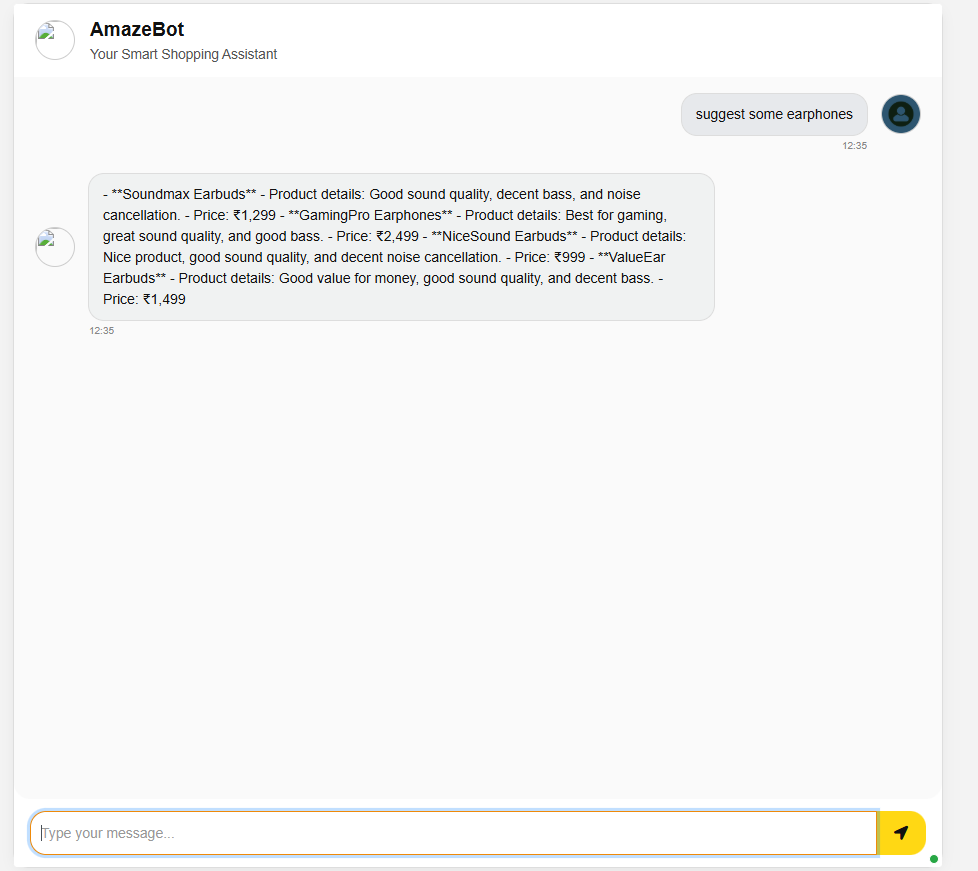 AmazeBot
Your Smart Shopping Assistant
suggest some earphones
12:35
- **Soundmax Earbuds** - Product details: Good sound quality, decent bass, and noise
cancellation. - Price: ₹1,299 - **GamingPro Earphones** - Product details: Best for gaming,
great sound quality, and good bass. - Price: ₹2,499 - **NiceSound Earbuds** - Product details:
Nice product, good sound quality, and decent noise cancellation. - Price: ₹999 - **ValueEar
Earbuds** - Product details: Good value for money, good sound quality, and decent bass. -
Price: ₹1,499
12:35
Type your message...